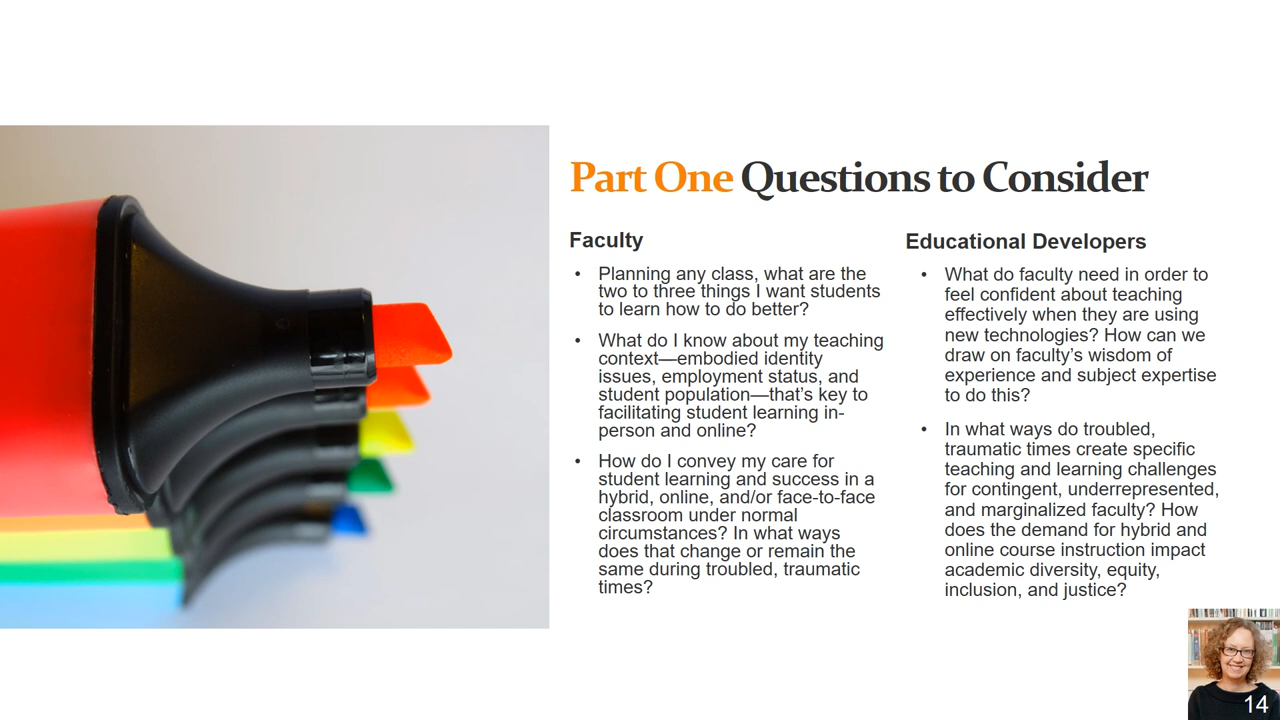 Part One Questions to Consider
Faculty
• Planning any class, what are the
two to three things I want students
to learn how to do better?
• What do I know about my teaching
context—embodied identity
issues, employment status, and
student population—that’s key to
facilitating student learning in-
person and online?
• How do I convey my care for
student learning and success in a
hybrid, online, and/or face-to-face
classroom under normal
circumstances? In what ways
does that change or remain the
same during troubled, traumatic
times?
Educational Developers
• What do faculty need in order to
feel confident about teaching
effectively when they are using
new technologies? How can we
draw on faculty’s wisdom of
experience and subject expertise
to do this?
• In what ways do troubled,
traumatic times create specific
teaching and learning challenges
for contingent, underrepresented,
and marginalized faculty? How
does the demand for hybrid and
online course instruction impact
academic diversity, equity,
inclusion, and justice?
14